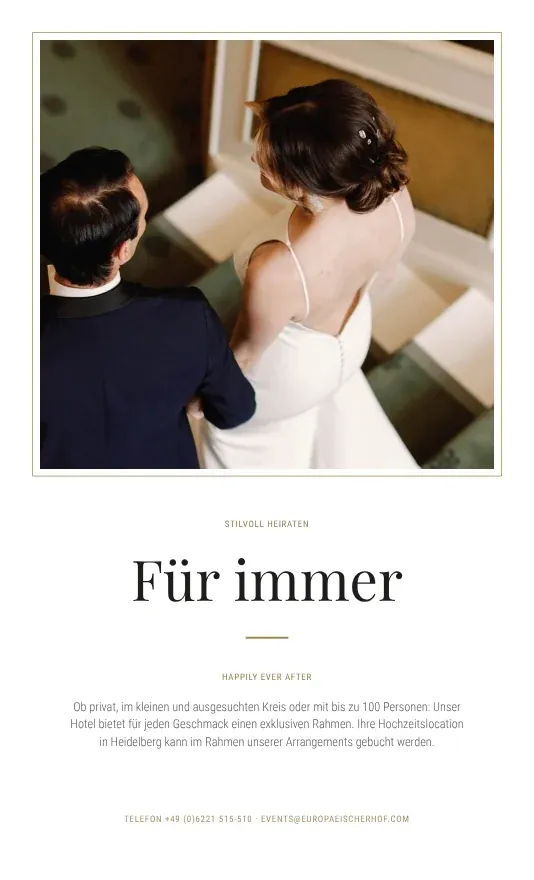 STILVOLL HEIRATEN
Für immer
HAPPILY EVER AFTER
Ob privat, im kleinen und ausgesuchten Kreis oder mit bis zu 100 Personen: Unser
Hotel bietet für jeden Geschmack einen exklusiven Rahmen. Ihre Hochzeitslocation
in Heidelberg kann im Rahmen unserer Arrangements gebucht werden.
TELEFON +49 (0)6221 515-510 · EVENTS@EUROPAEISCHERHOF.COM